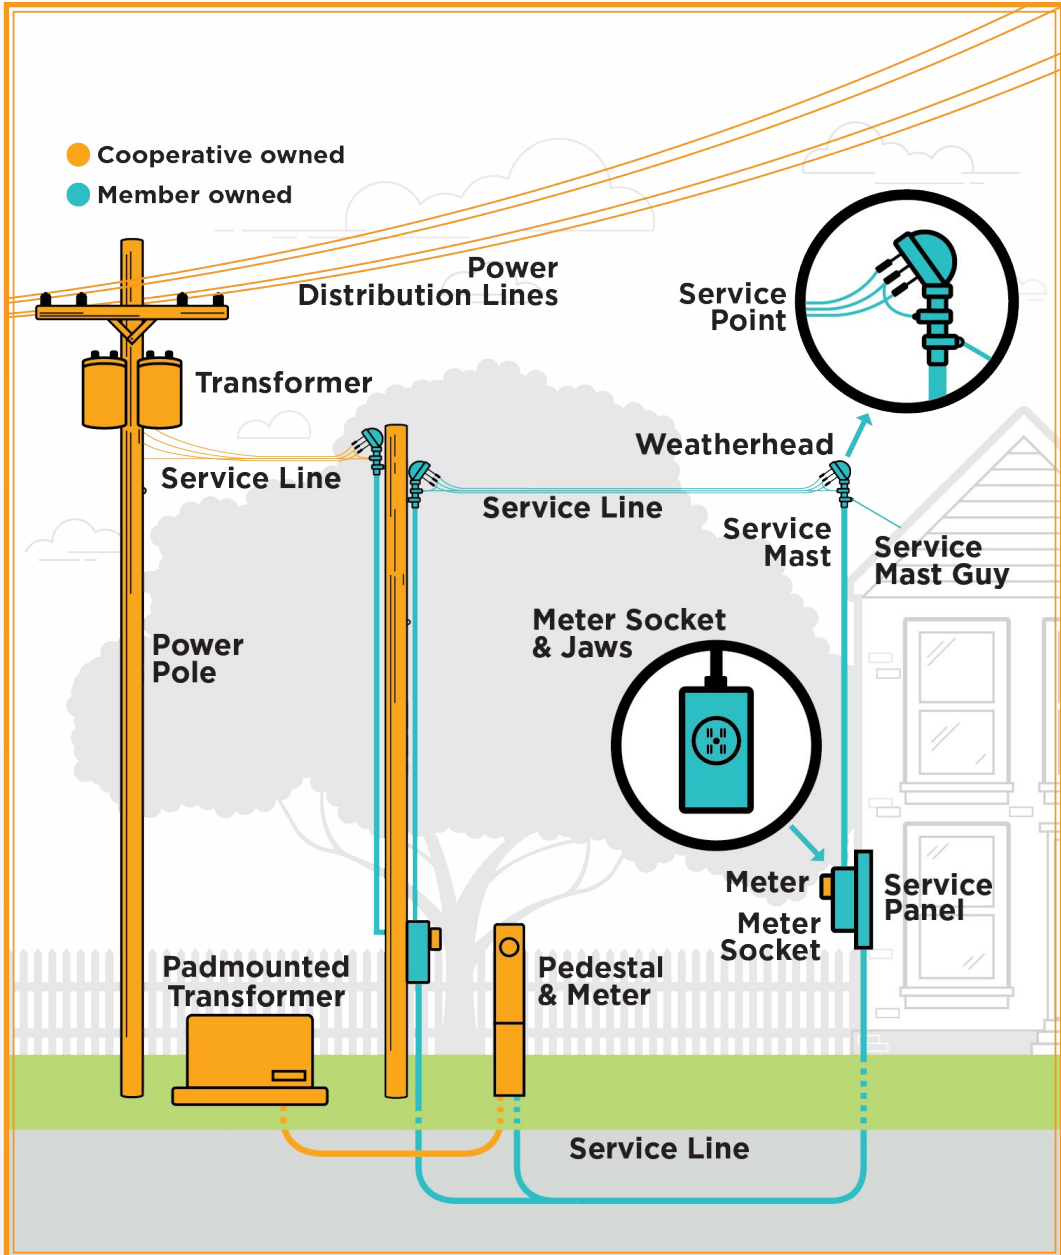 Cooperative owned
Member owned
Power
Distribution Lines
Service
Point
Transformer
Weatherhead
Service Line
Service Line
Service
Mast
Service
Mast Guy
Meter Socket
& Jaws
Power
Pole
Meter
Service
Panel
Meter
Socket
Padmounted
Transformer
Pedestal
& Meter
Service Line